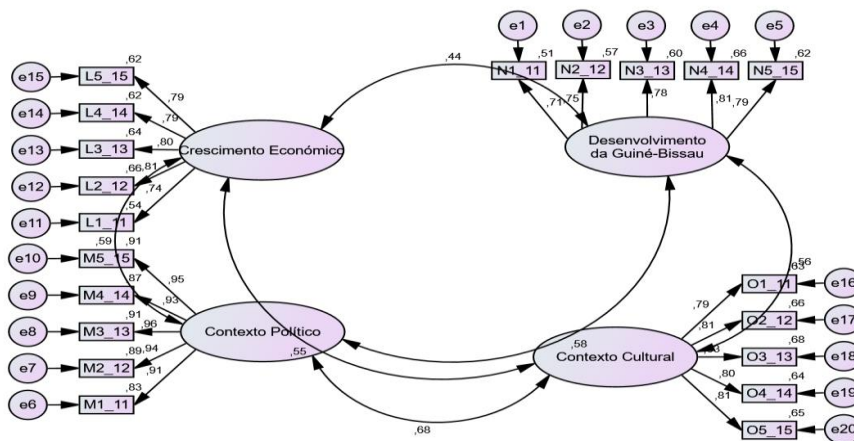 e1
e2
e3
e4
e5
,51
,57
,60
,66
,62
N1_11
N2_12
N3_13
N4_14
N5_15
,71
,75
,78
,81
,79
Desenvolvimento
da Guiné-Bissau
,44
e15
L5_15
,62
,79
e14
L4_14
,62
,79
e13
L3_13
,64
,80
e12
L2_12
,66
,81
e11
L1_11
,54
,74
Crescimento Económico
,59
e10
M5_15
,91
,95
e9
M4_14
,87
,93
e8
M3_13
,91
,96
e7
M2_12
,89
,94
e6
M1_11
,83
,91
Contexto Político
,55
,58
,68
,56
Contexto Cultural
,79
O1_11
,63
e16
,81
O2_12
,66
e17
O3_13
,68
e18
,80
O4_14
,64
e19
,81
O5_15
,65
e20